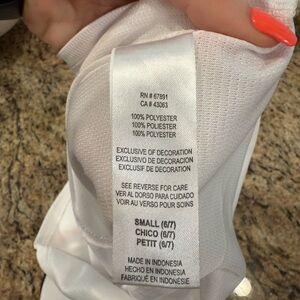 RN # 67891
CA # 43063
100% POLYESTER
100% POLIESTER
100% POLYESTER
EXCLUSIVE OF DECORATION
EXCLUSIVO DE DECORACION
EXCLUSIF DE DECORATION
SEE REVERSE FOR CARE
VER AL DORSO PARA CUIDADO
VOIR AU VERSO POUR SOINS
SMALL (6/7)
CHICO (6/7)
PETIT (6/7)
MADE IN INDONESIA
HECHO EN INDONESIA
FABRIQUÉ EN INDONESIE